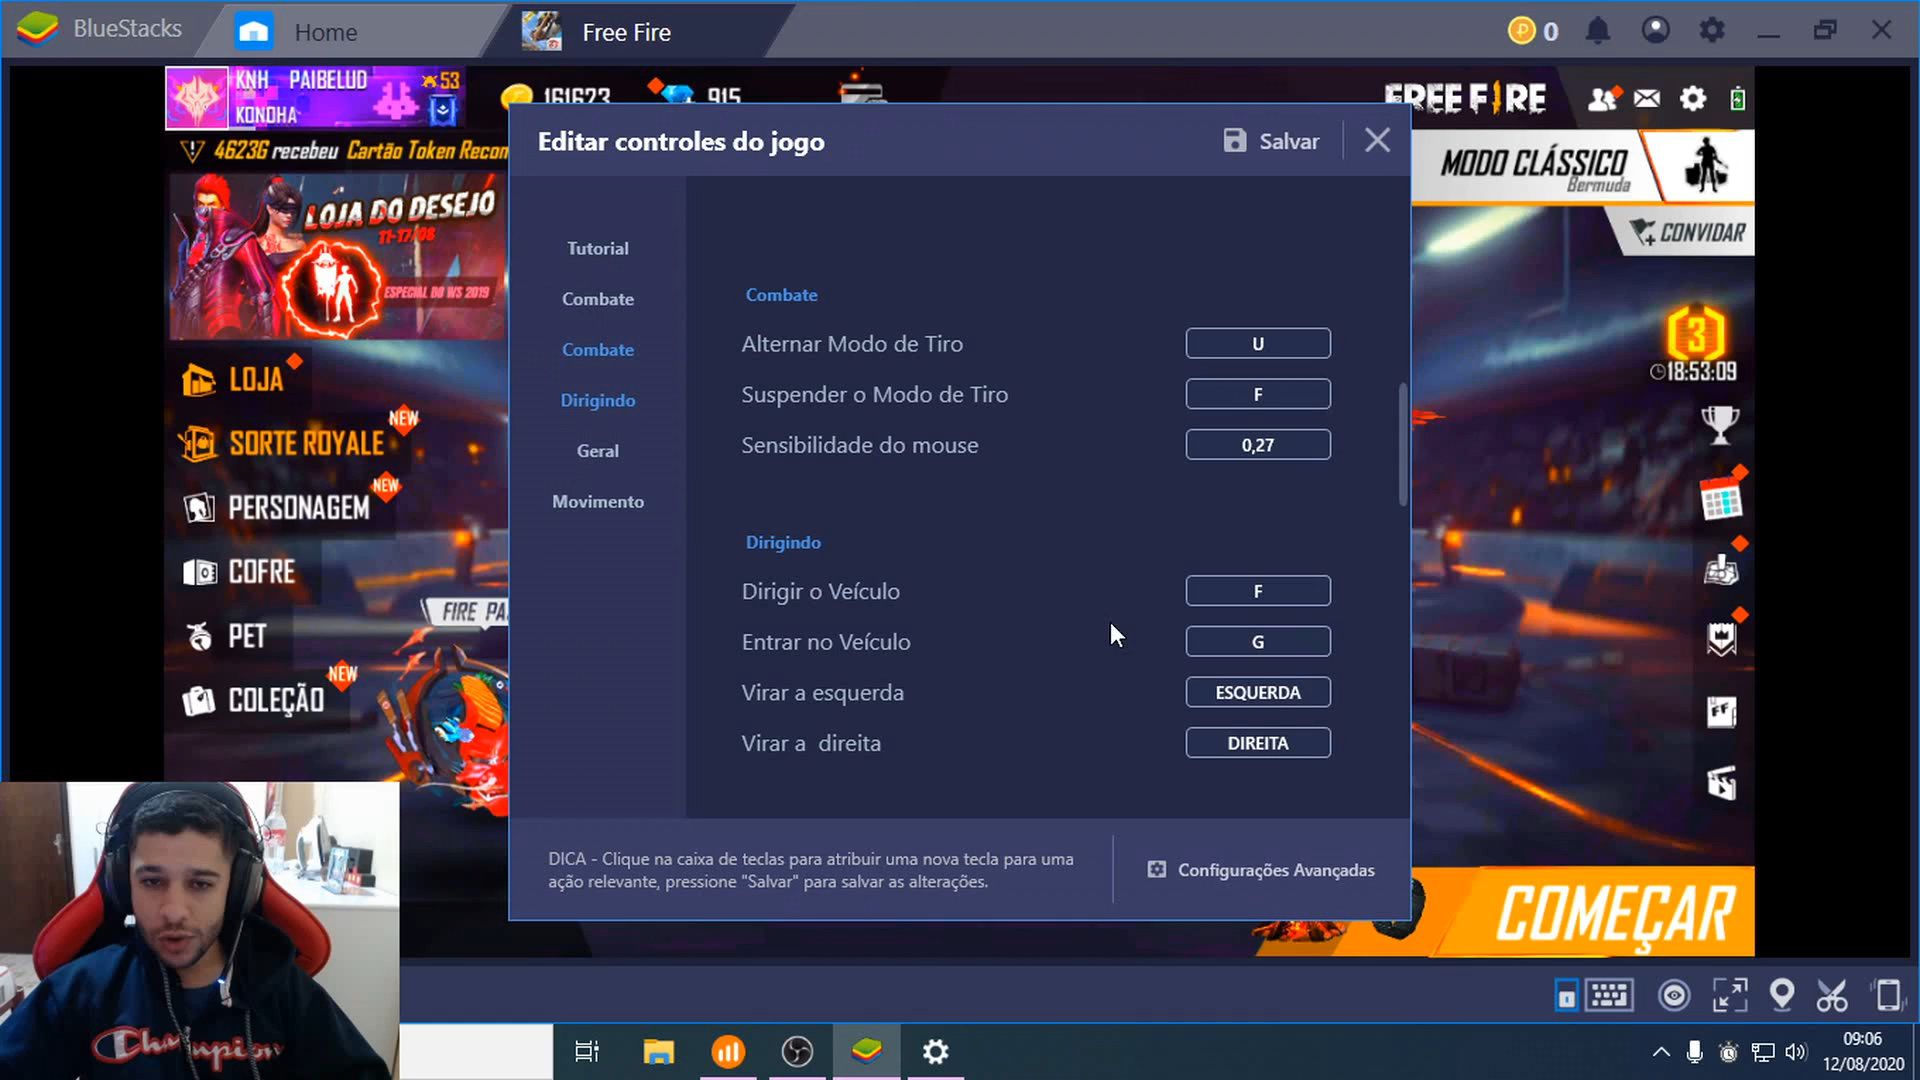 BlueStacks
Home
Free Fire
0
KNH PAIBELUD
53
KONOHA
161623
915
FREE FIRE
46236 recebeu Cartão Token Recon
LOJA DO DESEJO
11-17/08
ESPECIAL DO WS 2019
LOJA
SORTE ROYALE
NEW
PERSONAGEM
NEW
COFRE
FIRE PA
PET
COLEÇÃO
NEW
Editar controles do jogo
Salvar
Tutorial
Combate
Combate
Dirigindo
Geral
Movimento
Combate
Alternar Modo de Tiro
U
Suspender o Modo de Tiro
F
Sensibilidade do mouse
0,27
Dirigindo
Dirigir o Veículo
F
Entrar no Veículo
G
Virar a esquerda
ESQUERDA
Virar a direita
DIREITA
DICA - Clique na caixa de teclas para atribuir uma nova tecla para uma
ação relevante, pressione "Salvar" para salvar as alterações.
Configurações Avançadas
MODO CLÁSSICO
Bermuda
CONVIDAR
3
18:53:09
FF
COMEÇAR
Champion
09:06
12/08/2020